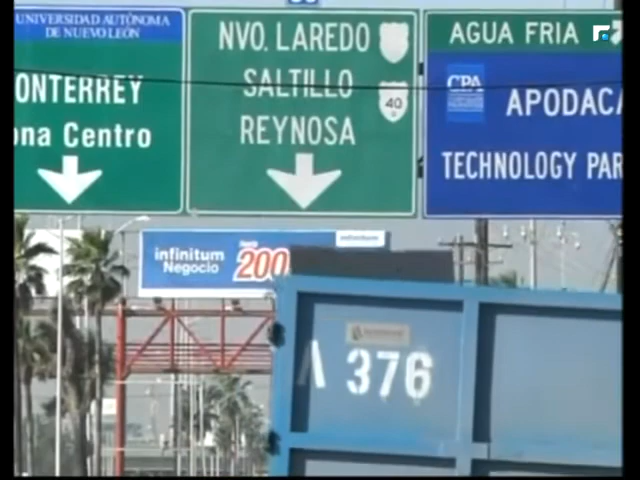 UNIVERSIDAD AUTÓNOMA
DE NUEVO LEÓN
ONTERREY
ona Centro
NVO. LAREDO
SALTILLO
40
REYNOSA
AGUA FRIA
CPA
APODACA
TECHNOLOGY PAR
infinitum
Negocio
200
376